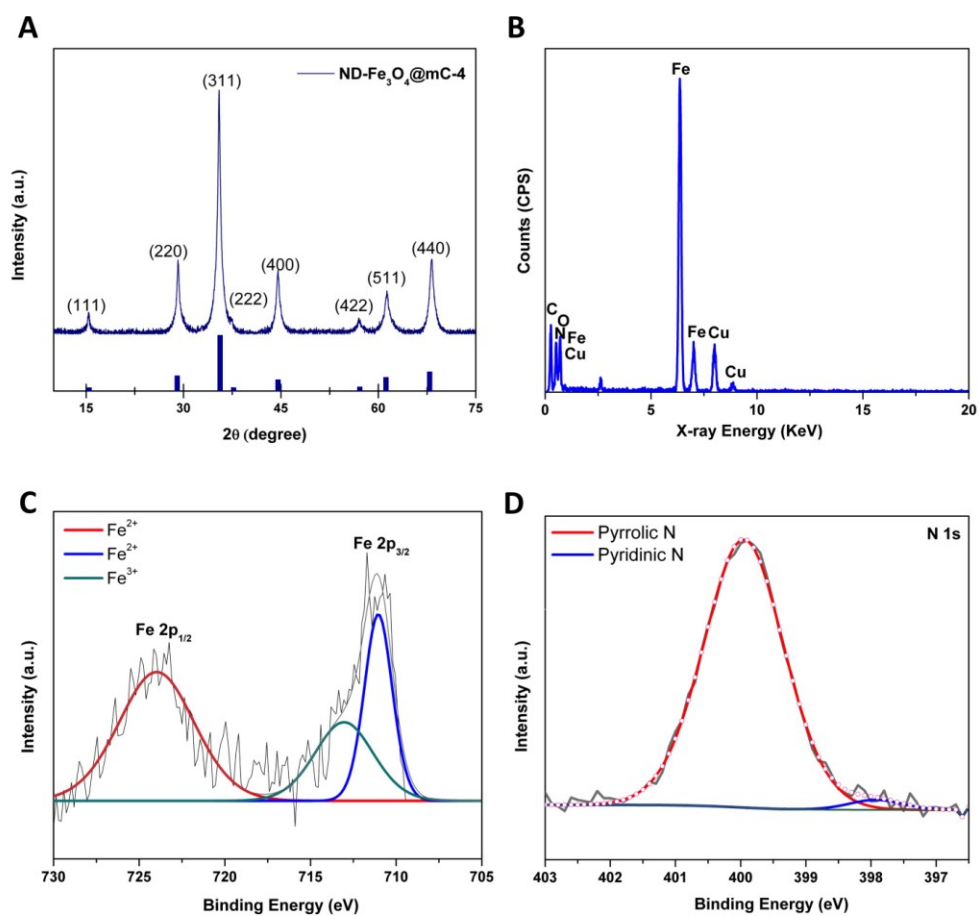 A
ND-Fe₃O₄@mC-4
(111)
(220)
(311)
(222)
(400)
(422)
(511)
(440)
Intensity (a.u.)
15 30 45 60 75
2θ (degree)
B
Fe
C
O
N
Fe
Cu
Fe
Cu
Cu
Counts (CPS)
0 5 10 15 20
X-ray Energy (KeV)
C
Fe²⁺
Fe²⁺
Fe³⁺
Fe 2p₁/₂
Fe 2p₃/₂
Intensity (a.u.)
730 725 720 715 710 705
Binding Energy (eV)
D
Pyrrolic N
Pyridinic N
N 1s
Intensity (a.u.)
403 402 401 400 399 398 397
Binding Energy (eV)